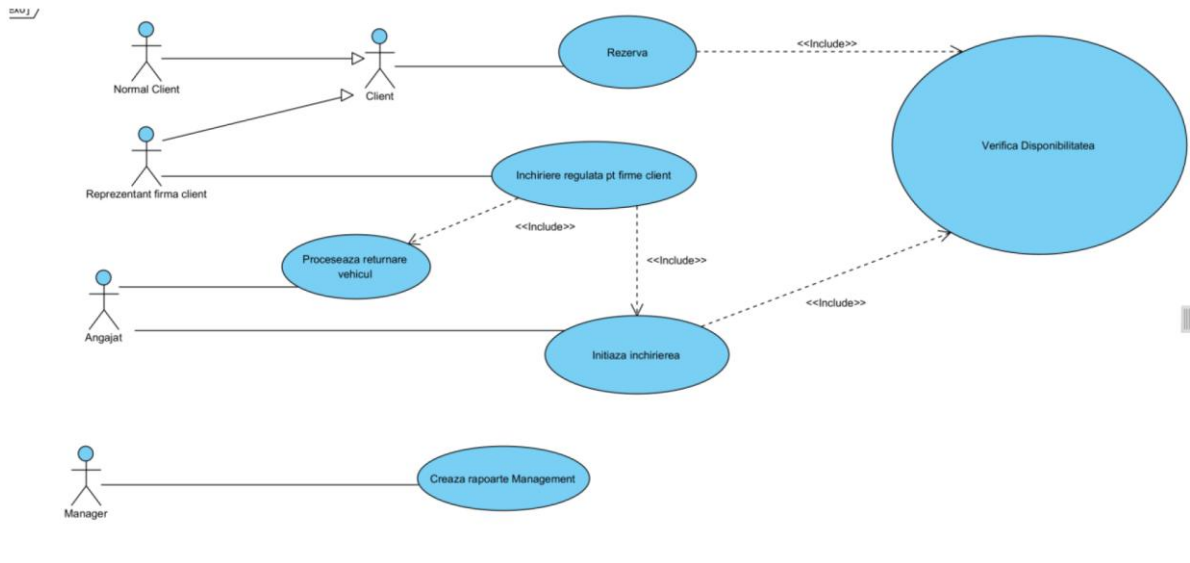 Rezerva
<<Include>>
Normal Client
Client
Verifica Disponibilitatea
Inchiriere regulata pt firme client
Reprezentant firma client
<<Include>>
Proceseaza returnare
vehicul
<<Include>>
<<Include>>
Angajat
Initiaza inchirierea
Creaza rapoarte Management
Manager